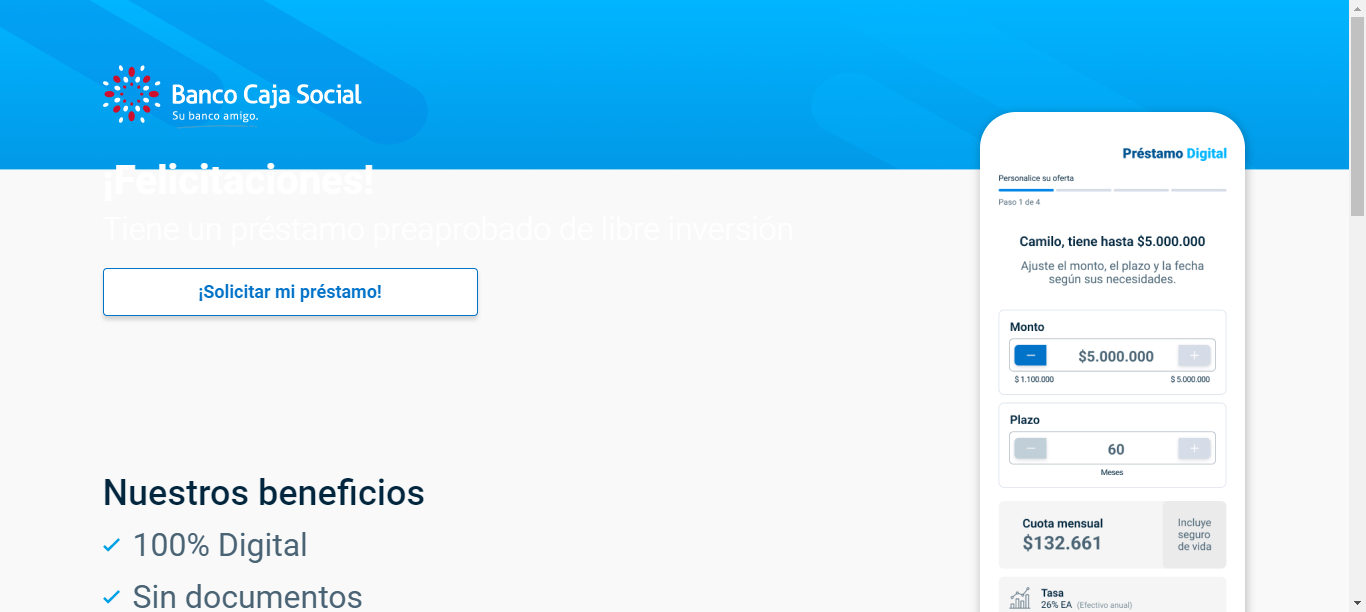 Banco Caja Social
Su banco amigo.
¡Felicitaciones!
Tiene un préstamo preaprobado de libre inversión
¡Solicitar mi préstamo!
Nuestros beneficios
100% Digital
Sin documentos
Préstamo Digital
Personalice su oferta
Paso 1 de 4
Camilo, tiene hasta $5.000.000
Ajuste el monto, el plazo y la fecha
según sus necesidades.
Monto
− $5.000.000 +
$ 1.100.000 $ 5.000.000
Plazo
− 60 +
Meses
Cuota mensual
$132.661
Incluye
seguro
de vida
Tasa
26% EA (Efectivo anual)